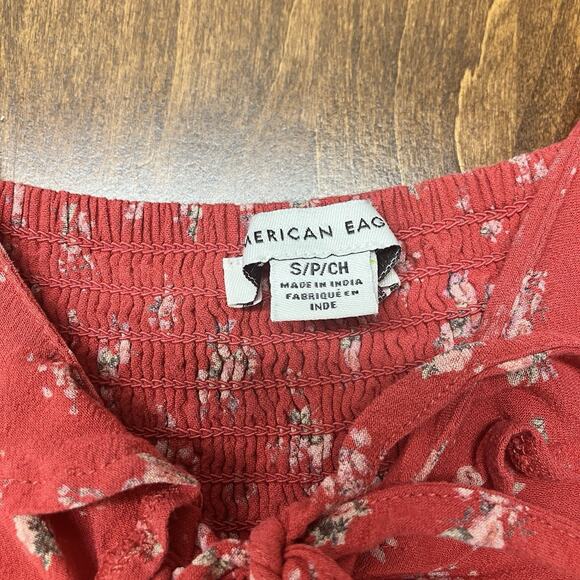 MERICAN EAG
S/P/CH
MADE IN INDIA
FABRIQUÉ EN
INDE